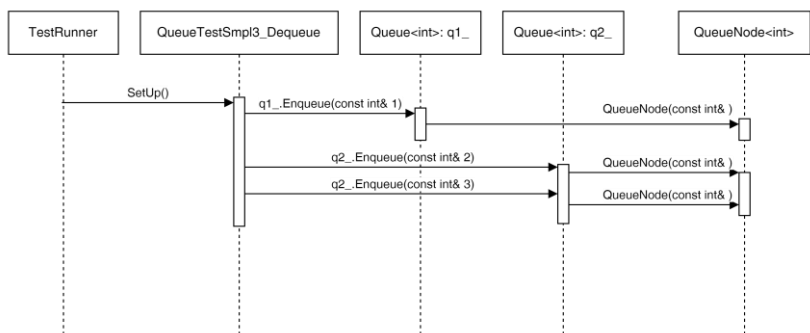 TestRunner
QueueTestSmpl3_Dequeue
Queue<int>: q1_
Queue<int>: q2_
QueueNode<int>
SetUp()
q1_.Enqueue(const int& 1)
QueueNode(const int& )
q2_.Enqueue(const int& 2)
QueueNode(const int& )
q2_.Enqueue(const int& 3)
QueueNode(const int& )